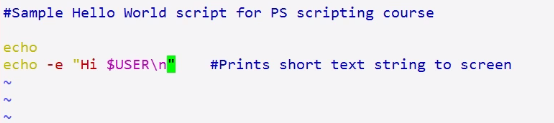 #Sample Hello World script for PS scripting course
echo
echo -e "Hi $USER\n"    #Prints short text string to screen
~
~
~